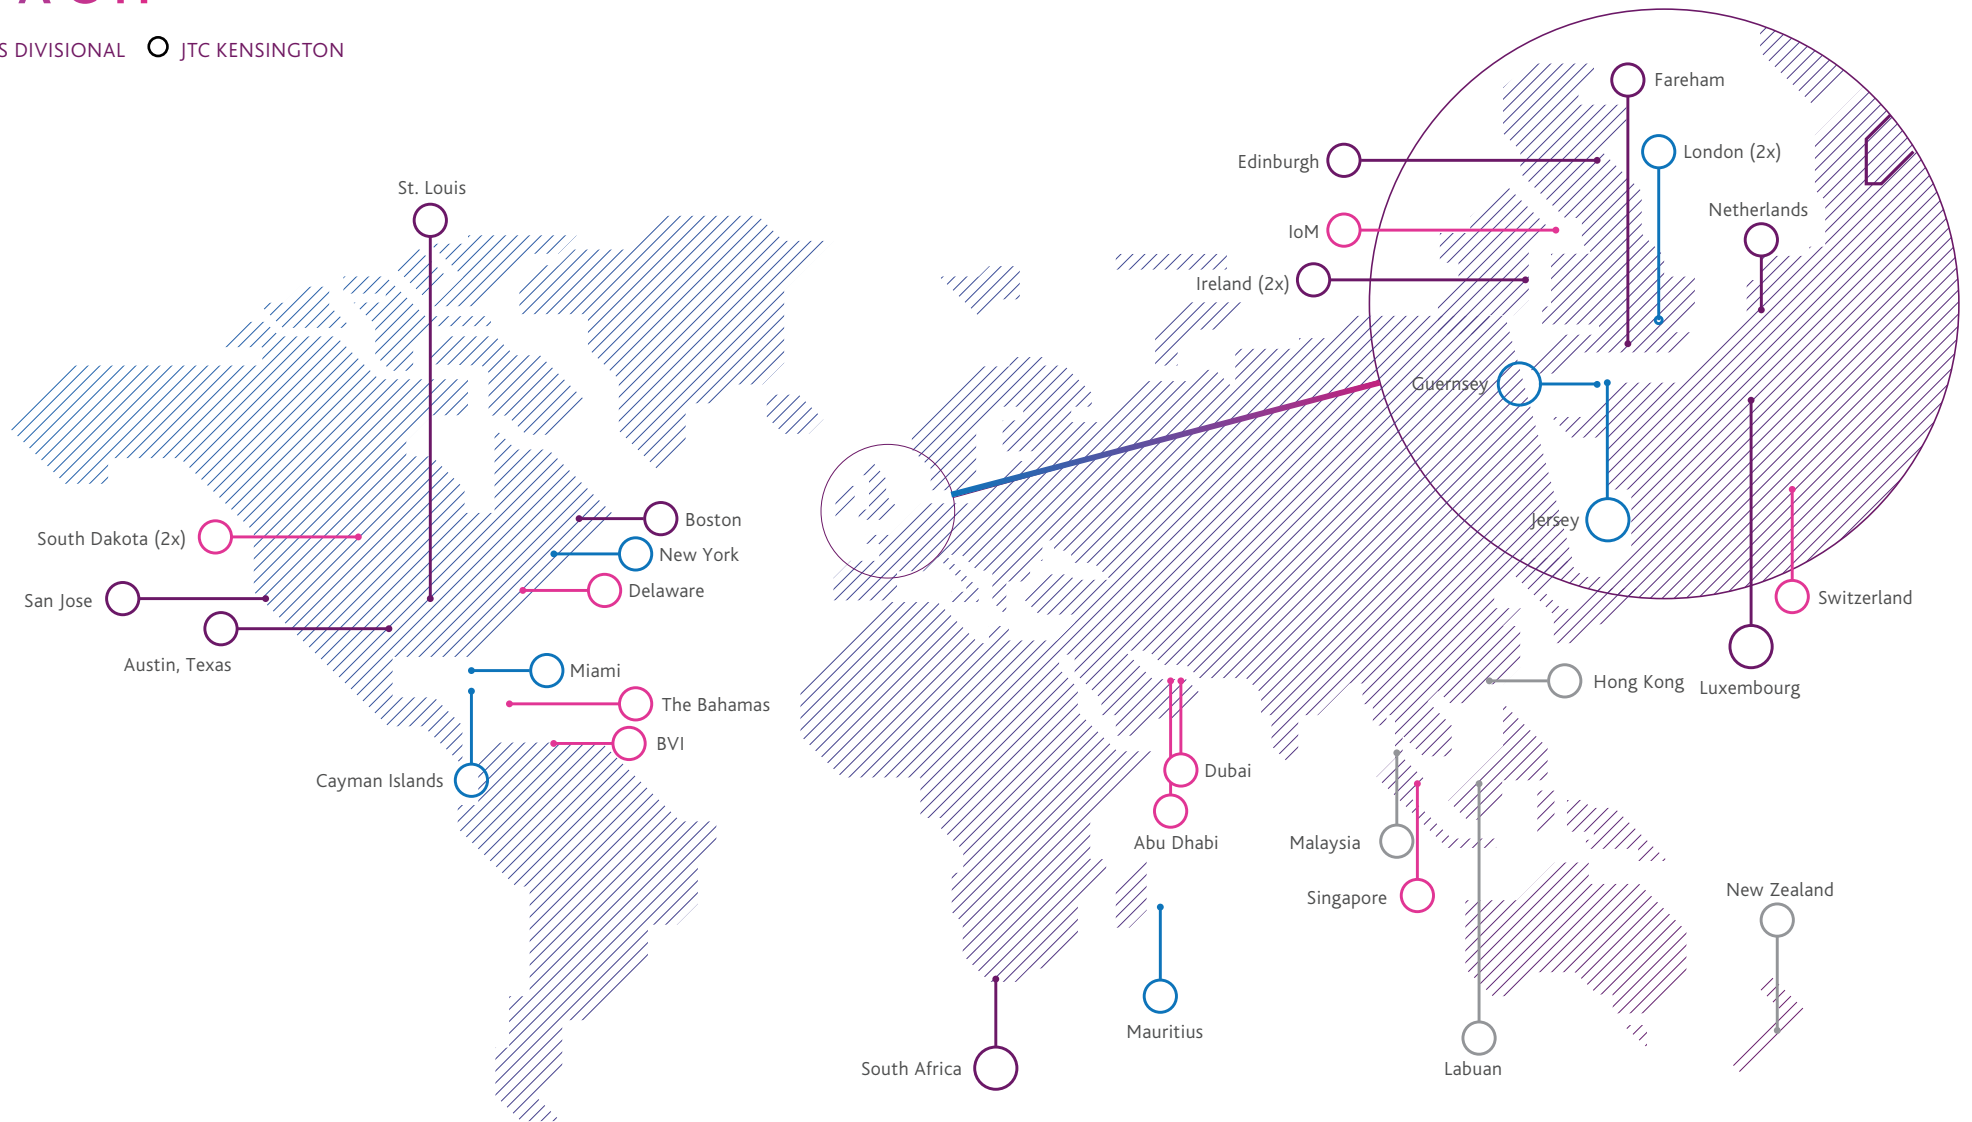 S DIVISIONAL
JTC KENSINGTON
Fareham
London (2x)
Edinburgh
St. Louis
Netherlands
IoM
Ireland (2x)
Guernsey
Boston
Jersey
South Dakota (2x)
New York
Delaware
San Jose
Switzerland
Austin, Texas
Miami
Hong Kong
Luxembourg
The Bahamas
BVI
Dubai
Cayman Islands
Abu Dhabi
Malaysia
New Zealand
Singapore
Mauritius
South Africa
Labuan